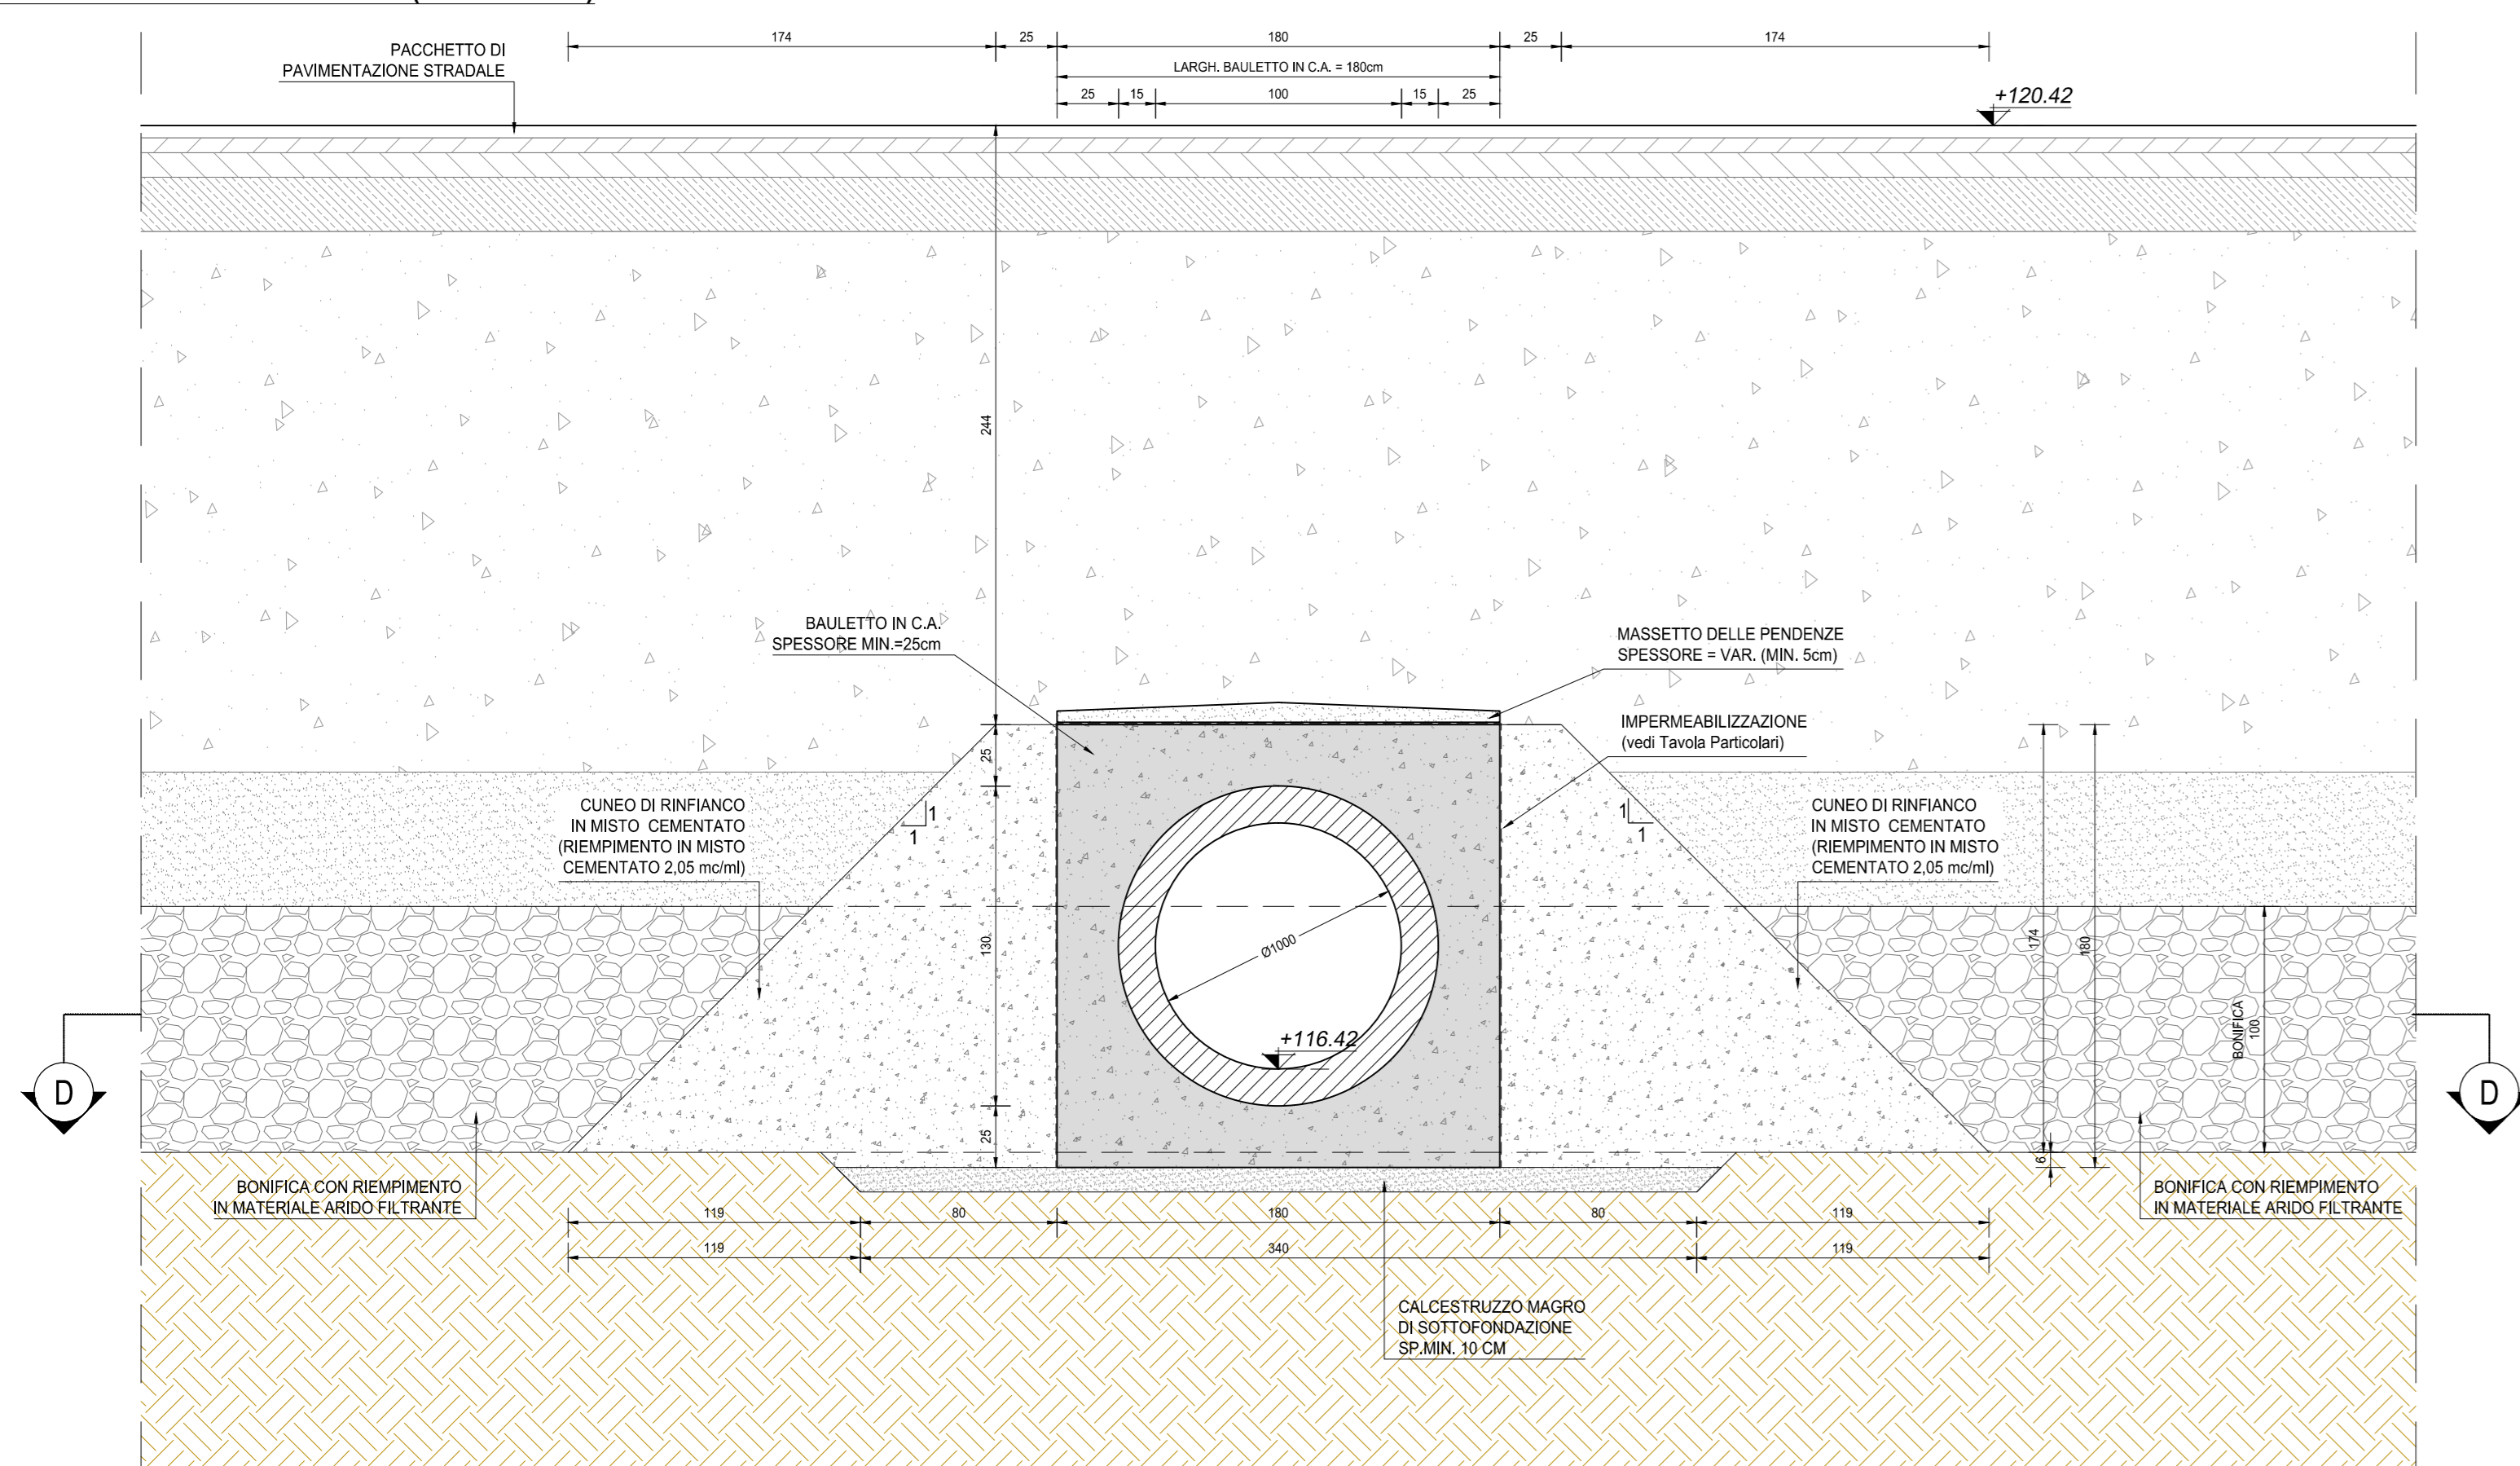 174
25
180
25
174
PACCHETTO DI
PAVIMENTAZIONE STRADALE
LARGH. BAULETTO IN C.A. = 180cm
25
15
100
15
25
+120.42
244
BAULETTO IN C.A.
SPESSORE MIN.=25cm
MASSETTO DELLE PENDENZE
SPESSORE = VAR. (MIN. 5cm)
IMPERMEABILIZZAZIONE
(vedi Tavola Particolari)
25
CUNEO DI RINFIANCO
IN MISTO CEMENTATO
(RIEMPIMENTO IN MISTO
CEMENTATO 2,05 mc/ml)
1
1
1
1
CUNEO DI RINFIANCO
IN MISTO CEMENTATO
(RIEMPIMENTO IN MISTO
CEMENTATO 2,05 mc/ml)
130
Ø1000
174
180
BONIFICA
100
+116.42
D
D
25
6
BONIFICA CON RIEMPIMENTO
IN MATERIALE ARIDO FILTRANTE
BONIFICA CON RIEMPIMENTO
IN MATERIALE ARIDO FILTRANTE
119
80
180
80
119
119
340
119
CALCESTRUZZO MAGRO
DI SOTTOFONDAZIONE
SP.MIN. 10 CM